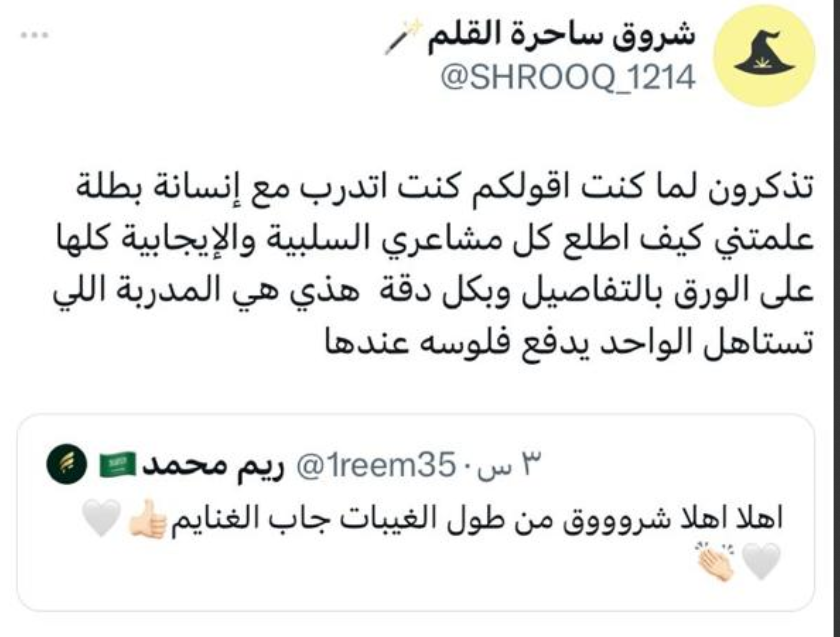 شروق ساحرة القلم
@SHROOQ_1214
تذكرون لما كنت اقولكم كنت اتدرب مع إنسانة بطلة
علمتني كيف اطلع كل مشاعري السلبية والإيجابية كلها
على الورق بالتفاصيل وبكل دقة هذي هي المدربة اللي
تستاهل الواحد يدفع فلوسه عندها
ريم محمد @1reem35 · ٣ س
اهلا اهلا شروووق من طول الغيبات جاب الغنايم